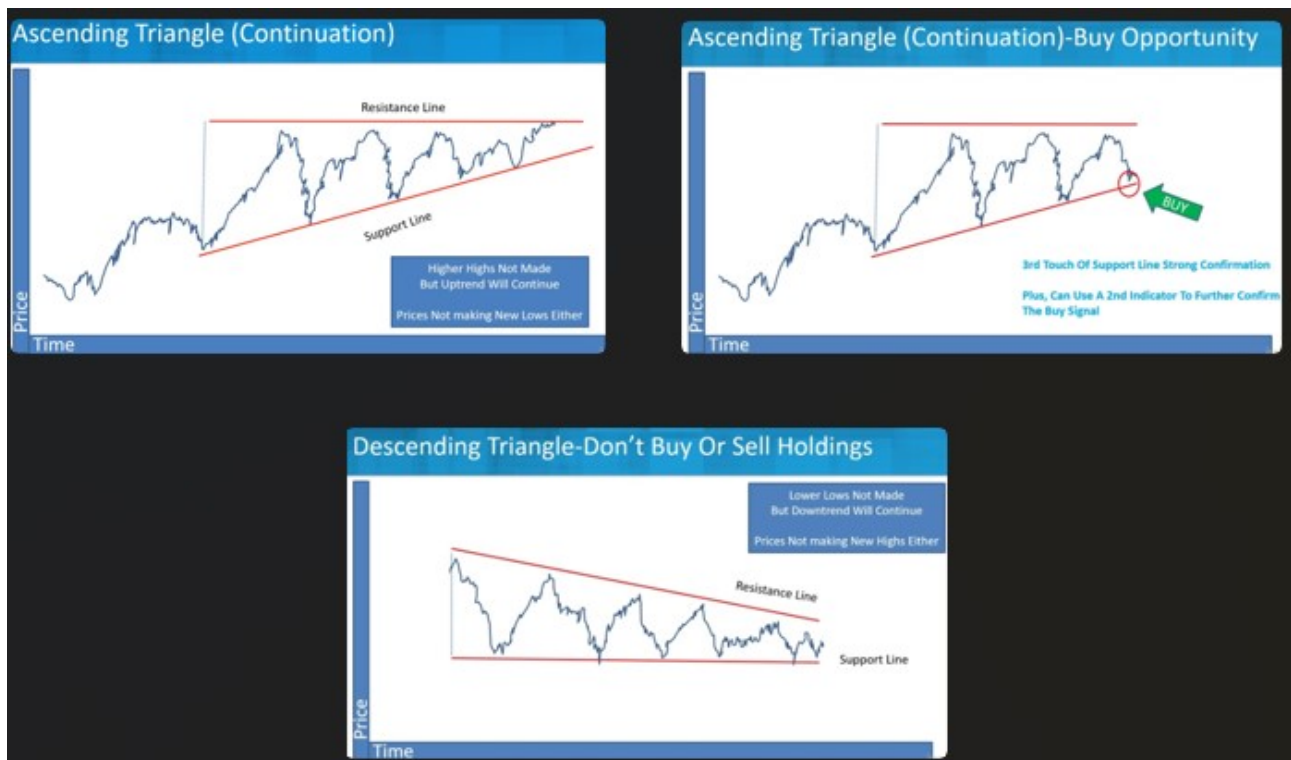 Ascending Triangle (Continuation)
Resistance Line
Support Line
Higher Highs Not Made
But Uptrend Will Continue
Prices Not making New Lows Either
Price
Time
Ascending Triangle (Continuation)-Buy Opportunity
BUY
3rd Touch Of Support Line Strong Confirmation
Plus, Can Use A 2nd Indicator To Further Confirm
The Buy Signal
Price
Time
Descending Triangle-Don't Buy Or Sell Holdings
Lower Lows Not Made
But Downtrend Will Continue
Prices Not making New Highs Either
Resistance Line
Support Line
Price
Time